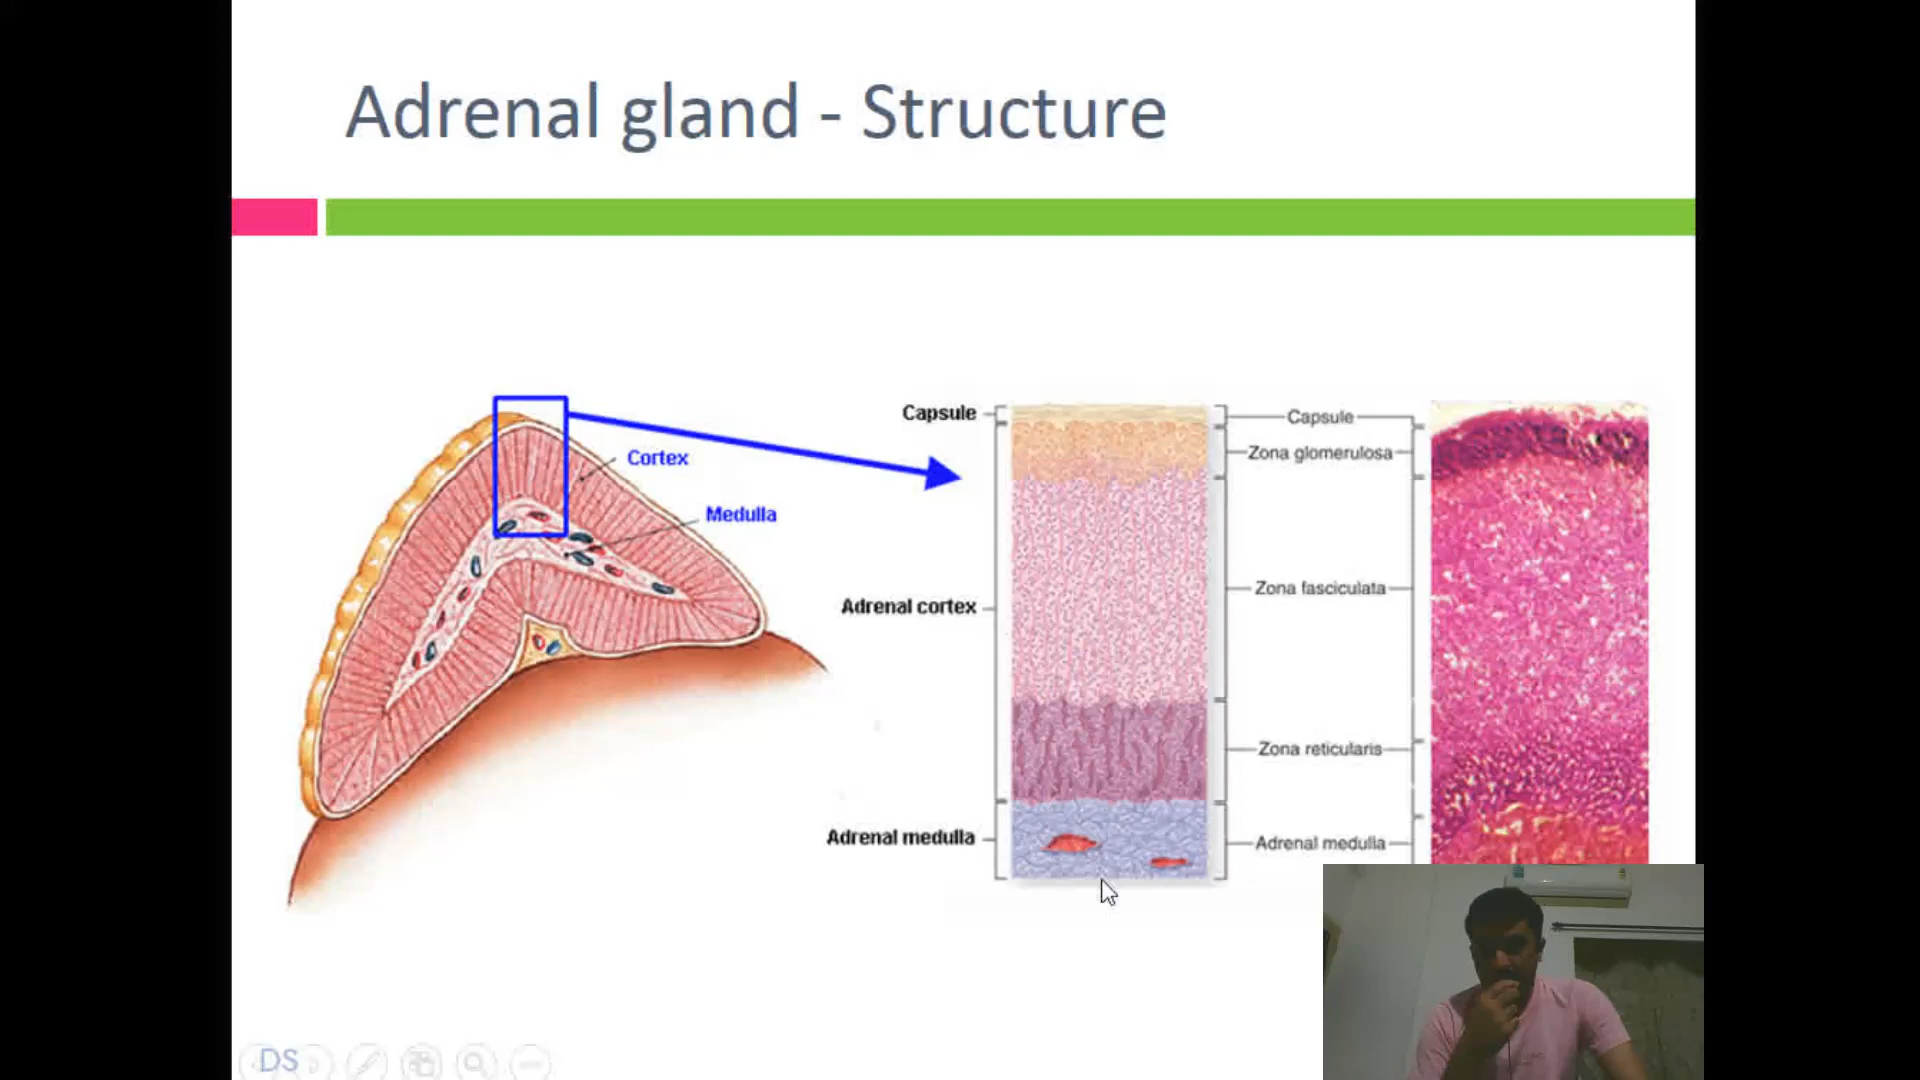 Adrenal gland - Structure
Cortex
Medulla
Capsule
Adrenal cortex
Adrenal medulla
Capsule
Zona glomerulosa
Zona fasciculata
Zona reticularis
Adrenal medulla
DS